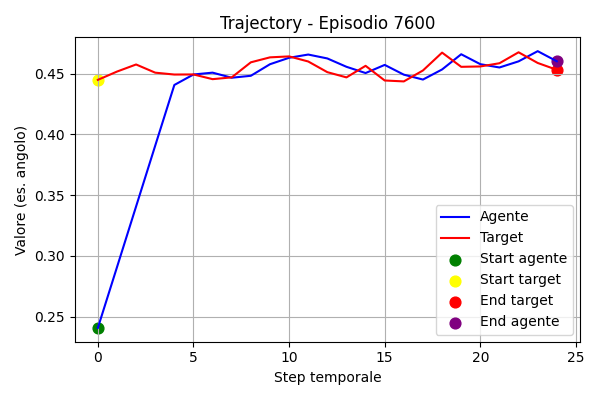 Trajectory - Episodio 7600
Valore (es. angolo)
0.45
0.40
0.35
0.30
0.25
0
5
10
15
20
25
Step temporale
Agente
Target
Start agente
Start target
End target
End agente